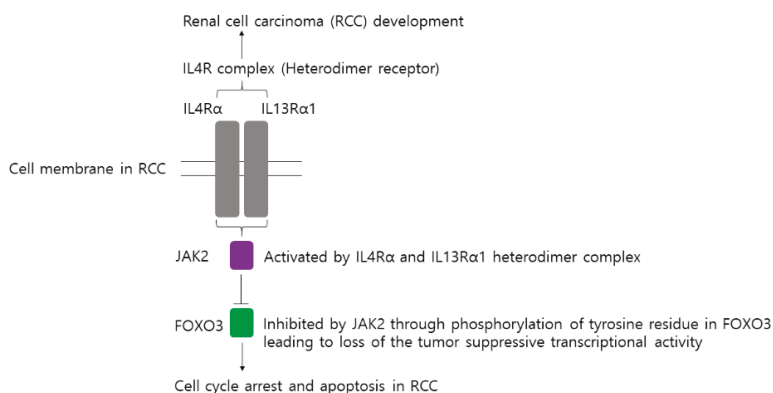 Renal cell carcinoma (RCC) development
IL4R complex (Heterodimer receptor)
IL4Rα IL13Rα1
Cell membrane in RCC
JAK2 Activated by IL4Rα and IL13Rα1 heterodimer complex
FOXO3 Inhibited by JAK2 through phosphorylation of tyrosine residue in FOXO3
leading to loss of the tumor suppressive transcriptional activity
Cell cycle arrest and apoptosis in RCC